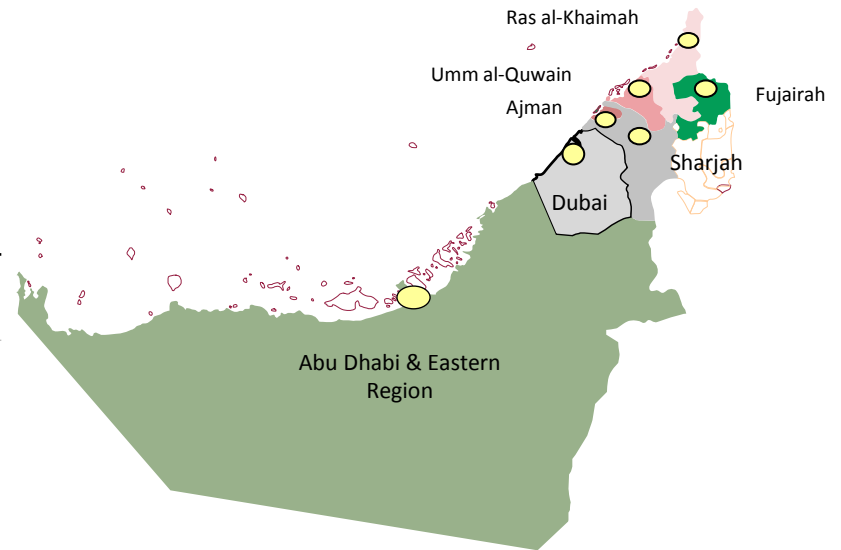 Ras al-Khaimah
Umm al-Quwain
Ajman
Fujairah
Sharjah
Dubai
Abu Dhabi & Eastern
Region